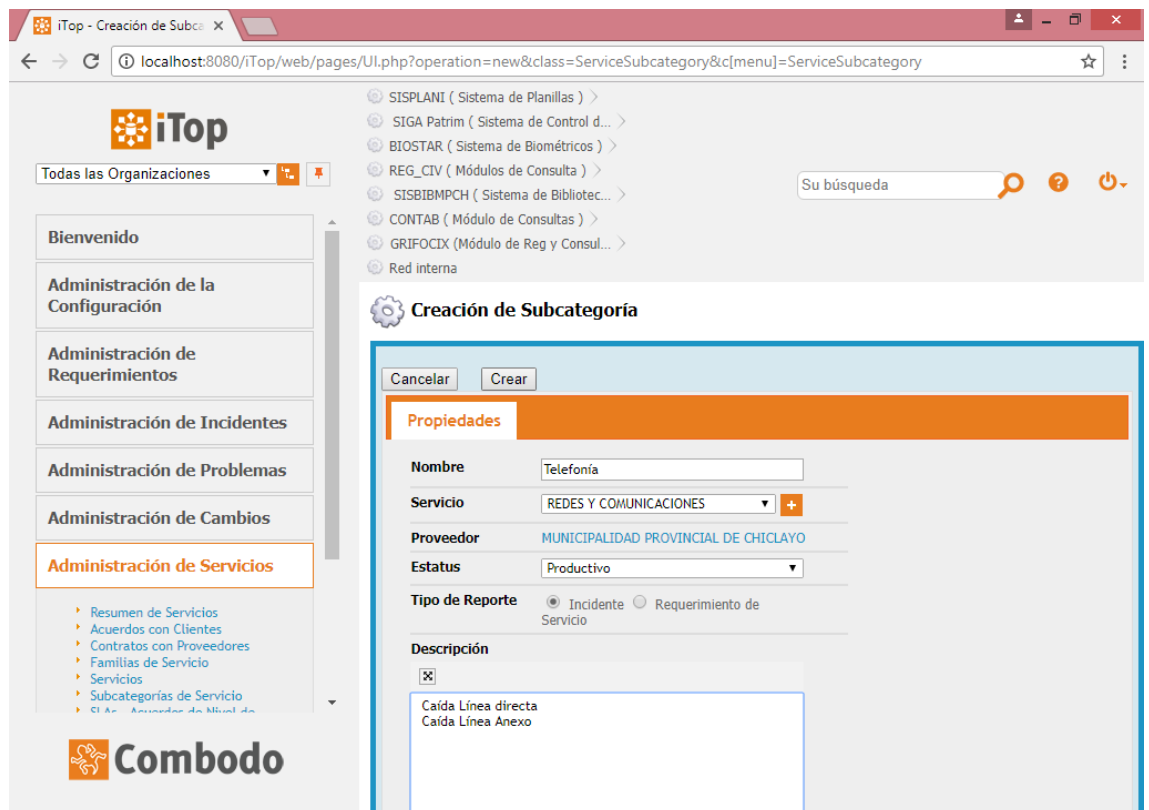 iTop - Creación de Subca
localhost:8080/iTop/web/pages/UI.php?operation=new&class=ServiceSubcategory&c[menu]=ServiceSubcategory
iTop
Todas las Organizaciones
Bienvenido
Administración de la
Configuración
Administración de
Requerimientos
Administración de Incidentes
Administración de Problemas
Administración de Cambios
Administración de Servicios
Resumen de Servicios
Acuerdos con Clientes
Contratos con Proveedores
Familias de Servicio
Servicios
Subcategorías de Servicio
SLAs - Acuerdos de Nivel de
Combodo
SISPLANI ( Sistema de Planillas )
SIGA Patrim ( Sistema de Control d...
BIOSTAR ( Sistema de Biométricos )
REG_CIV ( Módulos de Consulta )
SISBIBMPCH ( Sistema de Bibliotec...
CONTAB ( Módulo de Consultas )
GRIFOCIX (Módulo de Reg y Consul...
Red interna
Su búsqueda
Creación de Subcategoría
Cancelar Crear
Propiedades
Nombre Telefonía
Servicio REDES Y COMUNICACIONES
Proveedor MUNICIPALIDAD PROVINCIAL DE CHICLAYO
Estatus Productivo
Tipo de Reporte Incidente Requerimiento de
Servicio
Descripción
Caída Línea directa
Caída Línea Anexo